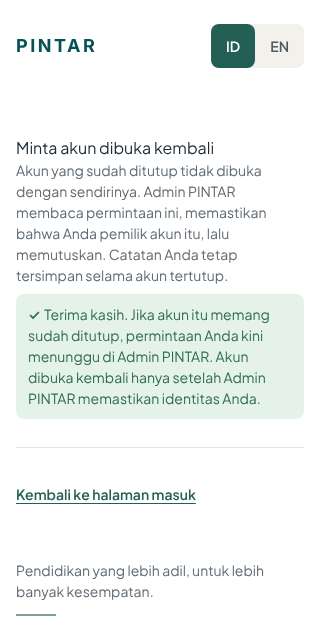 PINTAR
ID EN
Minta akun dibuka kembali
Akun yang sudah ditutup tidak dibuka
dengan sendirinya. Admin PINTAR
membaca permintaan ini, memastikan
bahwa Anda pemilik akun itu, lalu
memutuskan. Catatan Anda tetap
tersimpan selama akun tertutup.
✓ Terima kasih. Jika akun itu memang
sudah ditutup, permintaan Anda kini
menunggu di Admin PINTAR. Akun
dibuka kembali hanya setelah Admin
PINTAR memastikan identitas Anda.
Kembali ke halaman masuk
Pendidikan yang lebih adil, untuk lebih
banyak kesempatan.